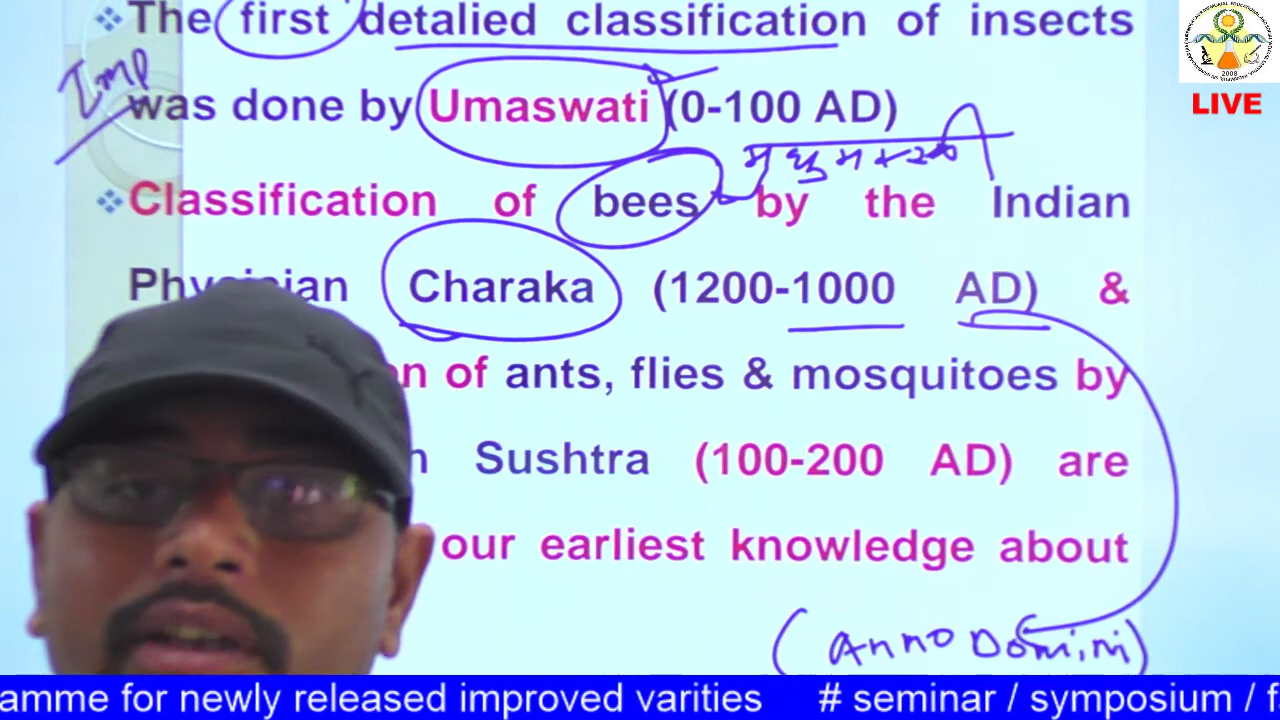 ❖The first detalied classification of insects
Imp
was done by Umaswati (0-100 AD)
❖Classification of bees by the Indian
Charaka (1200-1000 AD) &
of ants, flies & mosquitoes by
Sushtra (100-200 AD) are
our earliest knowledge about
(Anno Domini)
2008
LIVE
amme for newly released improved varities # seminar / symposium / f